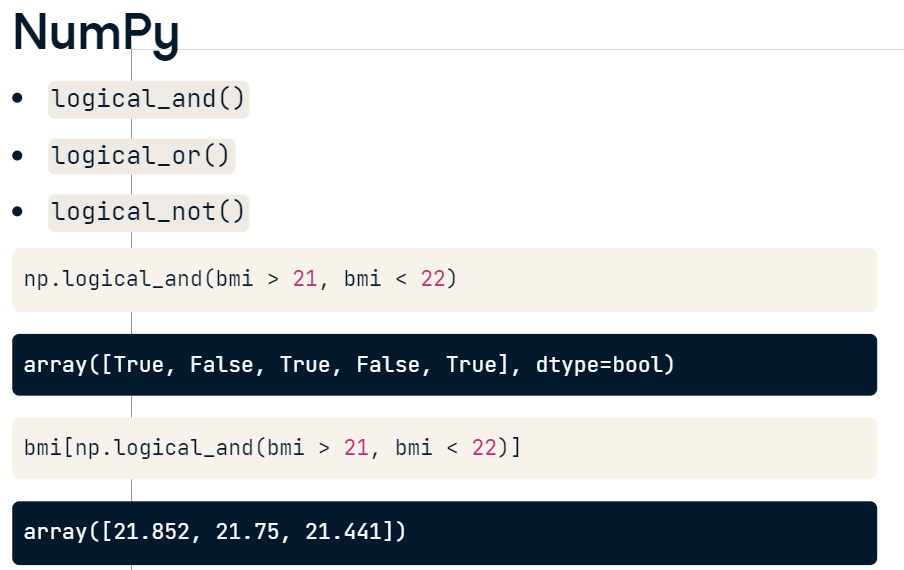 NumPy
• logical_and()
• logical_or()
• logical_not()
np.logical_and(bmi > 21, bmi < 22)
array([True, False, True, False, True], dtype=bool)
bmi[np.logical_and(bmi > 21, bmi < 22)]
array([21.852, 21.75, 21.441])